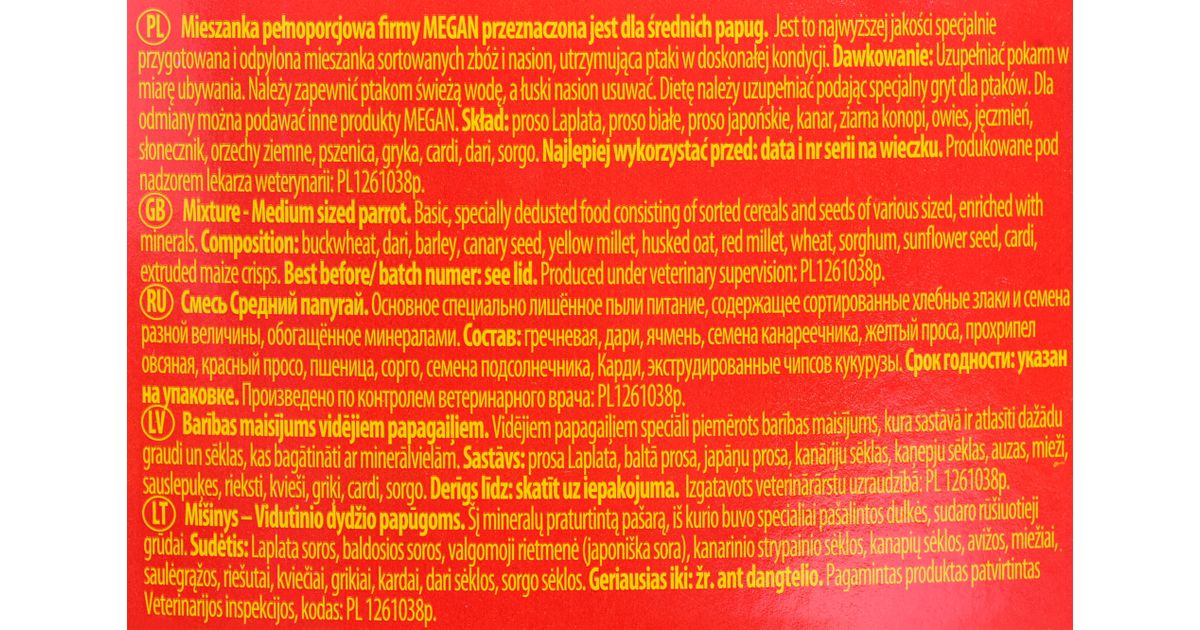 PL Mieszanka pełnoporcjowa firmy MEGAN przeznaczona jest dla średnich papug. Jest to najwyższej jakości specjalnie
przygotowana i odpylona mieszanka sortowanych zbóż i nasion, utrzymująca ptaki w doskonałej kondycji. Dawkowanie: Uzupełniać pokarm w
miarę ubywania. Należy zapewnić ptakom świeżą wodę, a łuski nasion usuwać. Dietę należy uzupełniać podając specjalny gryt dla ptaków. Dla
odmiany można podawać inne produkty MEGAN. Skład: proso Laplata, proso białe, proso japońskie, kanar, ziarna konopi, owies, jęczmień,
słonecznik, orzechy ziemne, pszenica, gryka, cardi, dari, sorgo. Najlepiej wykorzystać przed: data i nr serii na wieczku. Produkowane pod
nadzorem lekarza weterynarii: PL1261038p.
GB Mixture - Medium sized parrot. Basic, specially dedusted food consisting of sorted cereals and seeds of various sized, enriched with
minerals. Composition: buckwheat, dari, barley, canary seed, yellow millet, husked oat, red millet, wheat, sorghum, sunflower seed, cardi,
extruded maize crisps. Best before/ batch numer: see lid. Produced under veterinary supervision: PL1261038p.
RU Смесь Средний папугай. Основное специально лишённое пыли питание, содержащее сортированные хлебные злаки и семена
разной величины, обогащённое минералами. Состав: гречневая, дари, ячмень, семена канареечника, желтый проса, прохрипел
овсяная, красный просо, пшеница, сорго, семена подсолнечника, Карди, экструдированные чипсов кукурузы. Срок годности: указан
на упаковке. Произведено по контролем ветеринарного врача: PL1261038p.
LV Barības maisījums vidējiem papagaiļiem. Vidējiem papagaiļiem speciāli piemērots barības maisījums, kura sastāvā ir atlasīti dažādu
graudi un sēklas, kas bagātināti ar minerālvielām. Sastāvs: prosa Laplata, baltā prosa, japāņu prosa, kanāriju sēklas, kaņepju sēklas, auzas, mieži,
sauslepukes, rieksti, kvieši, griķi, cardi, sorgo. Derīgs līdz: skatīt uz iepakojuma. Izgatavots veterinārārstu uzraudzībā: PL 1261038p.
LT Mišinys – Vidutinio dydžio papūgoms. Šį mineralų praturtintą pašarą, iš kurio buvo specialiai pašalintos dulkės, sudaro rūšiuotieji
grūdai. Sudėtis: Laplata soros, baldosios soros, valgomoji rietmenė (japoniška sora), kanarinio strypainio sėklos, kanapių sėklos, avižos, miežiai,
saulėgrąžos, riešutai, kviečiai, grikiai, kardai, dari sėklos, sorgo sėklos. Geriausias iki: žr. ant dangtelio. Pagamintas produktas patvirtintas
Veterinarijos inspekcijos, kodas: PL 1261038p.